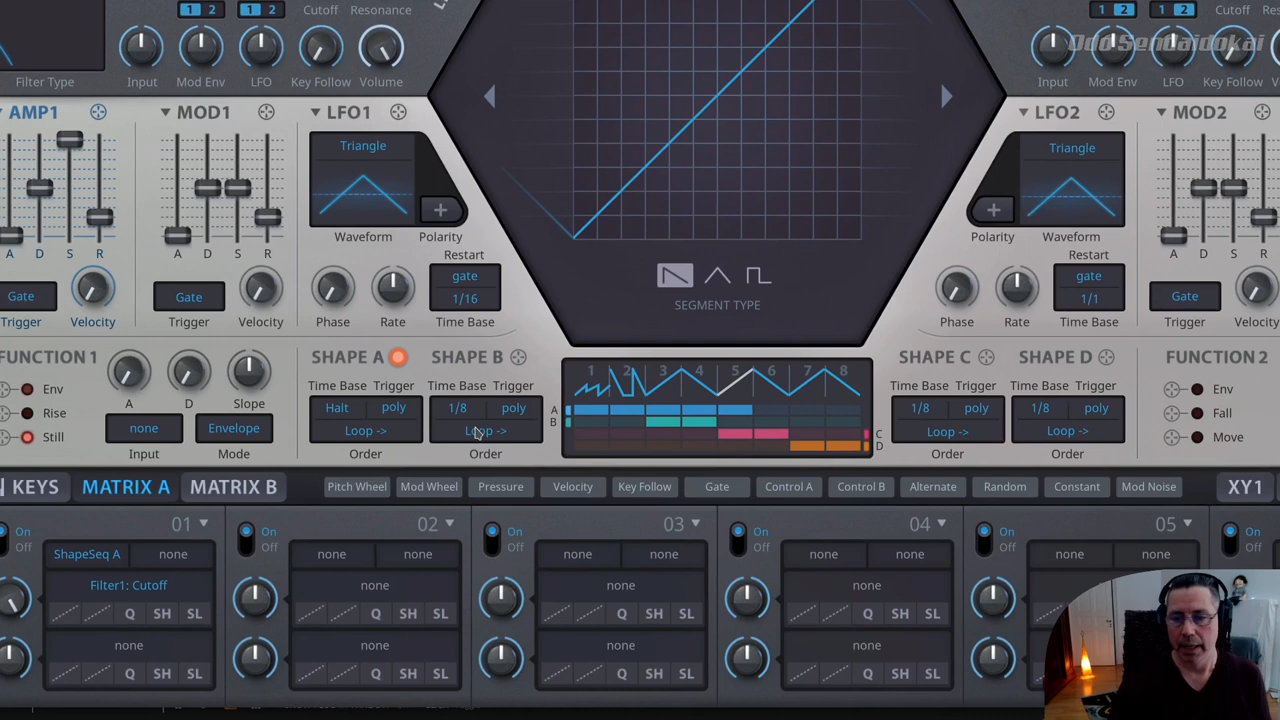 1 2
1 2
Cutoff
Resonance
1 2
1 2
Cutoff
Odd Sendaidokai
Filter Type
Input
Mod Env
LFO
Key Follow
Volume
Input
Mod Env
LFO
Key Follow
AMP1
MOD1
LFO1
LFO2
MOD2
Triangle
Triangle
A D S R
A D S R
Waveform
Polarity
Polarity
Waveform
A D S R
Restart
Restart
Gate
Gate
gate
gate
Gate
1/16
1/1
Trigger
Velocity
Trigger
Velocity
Phase
Rate
Time Base
SEGMENT TYPE
Phase
Rate
Time Base
Trigger
Velocity
FUNCTION 1
SHAPE A
SHAPE B
SHAPE C
SHAPE D
FUNCTION 2
1 2 3 4 5 6 7 8
Env
Rise
Still
A
D
Slope
Time Base
Trigger
Time Base
Trigger
Time Base
Trigger
Time Base
Trigger
Env
Fall
Move
none
Envelope
Halt
poly
Loop ->
1/8
poly
Loop ->
A
B
C
D
1/8
poly
Loop ->
1/8
poly
Loop ->
Input
Mode
Order
Order
Order
Order
KEYS
MATRIX A
MATRIX B
Pitch Wheel
Mod Wheel
Pressure
Velocity
Key Follow
Gate
Control A
Control B
Alternate
Random
Constant
Mod Noise
XY1
On
Off
01
On
Off
02
On
Off
03
On
Off
04
On
Off
05
On
Off
ShapeSeq A
none
none
none
none
none
none
none
none
none
Filter1: Cutoff
none
none
none
Q SH SL
Q SH SL
Q SH SL
Q SH SL
none
none
none
none
Q SH SL
Q SH SL
Q SH SL
Q SH SL